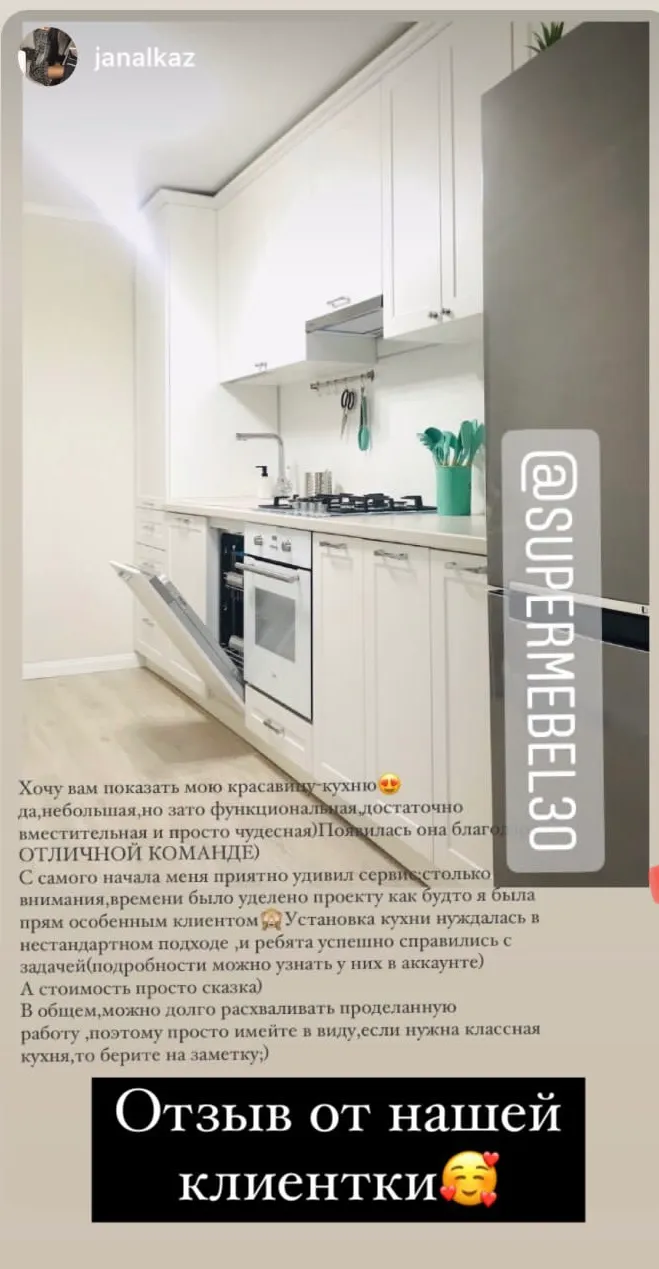 janalkaz
@SUPERMEBEL30
Хочу вам показать мою красавицу-кухню😍
да,небольшая,но зато функциональная,достаточно
вместительная и просто чудесная)Появилась она
ОТЛИЧНОЙ КОМАНДЕ)
С самого начала меня приятно удивил сервис:столько
внимания,времени было уделено проекту как будто я была
прям особенным клиентом🙈Установка кухни нуждалась в
нестандартном подходе ,и ребята успешно справились с
задачей(подробности можно узнать у них в аккаунте)
А стоимость просто сказка)
В общем,можно долго расхваливать проделанную
работу ,поэтому просто имейте в виду,если нужна классная
кухня,то берите на заметку;)
Отзыв от нашей
клиентки🥰